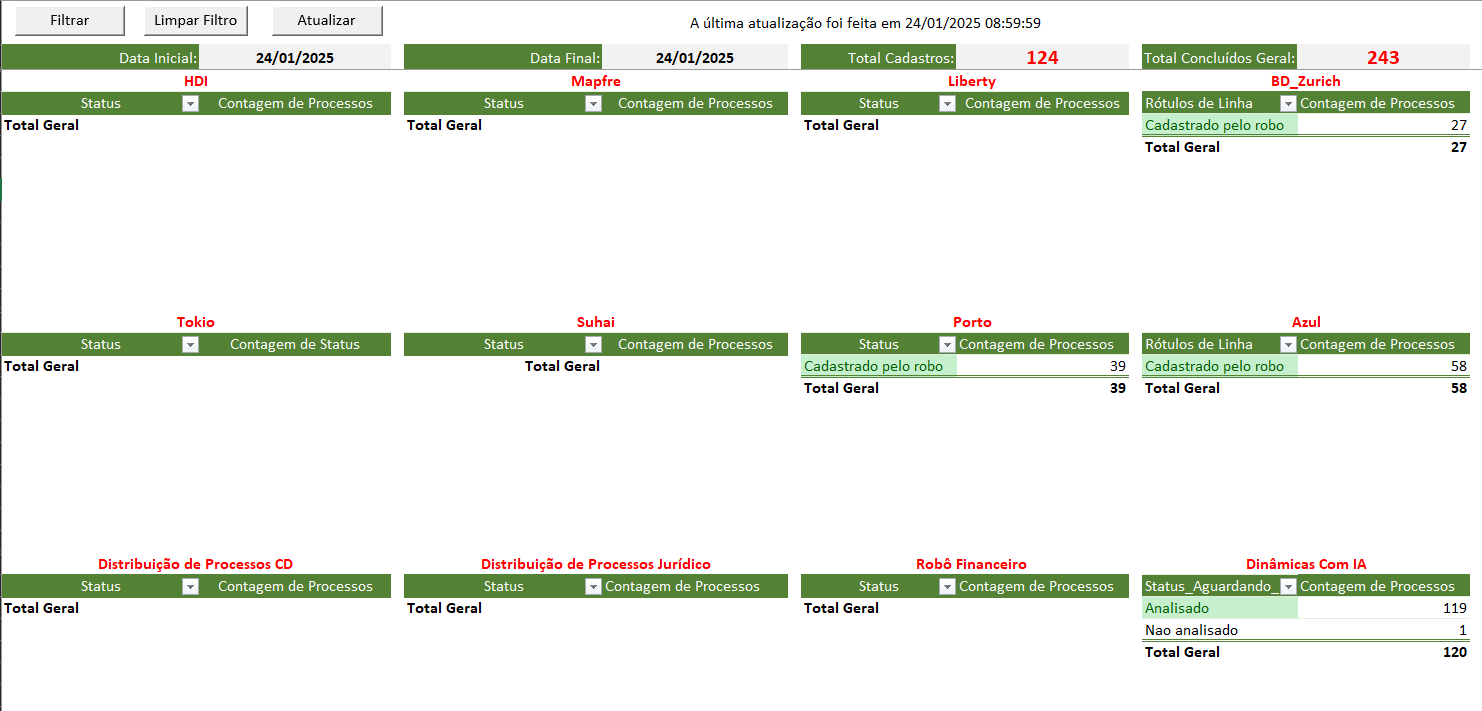 Filtrar Limpar Filtro Atualizar A última atualização foi feita em 24/01/2025 08:59:59
Data Inicial: 24/01/2025 Data Final: 24/01/2025 Total Cadastros: 124 Total Concluídos Geral: 243
HDI Mapfre Liberty BD_Zurich
Status Contagem de Processos Status Contagem de Processos Status Contagem de Processos Rótulos de Linha Contagem de Processos
Total Geral Total Geral Total Geral Cadastrado pelo robo 27
Total Geral 27
Tokio Suhai Porto Azul
Status Contagem de Status Status Contagem de Processos Status Contagem de Processos Rótulos de Linha Contagem de Processos
Total Geral Total Geral Cadastrado pelo robo 39 Cadastrado pelo robo 58
Total Geral 39 Total Geral 58
Distribuição de Processos CD Distribuição de Processos Jurídico Robô Financeiro Dinâmicas Com IA
Status Contagem de Processos Status Contagem de Processos Status Contagem de Processos Status_Aguardando_ Contagem de Processos
Total Geral Total Geral Total Geral Analisado 119
Nao analisado 1
Total Geral 120